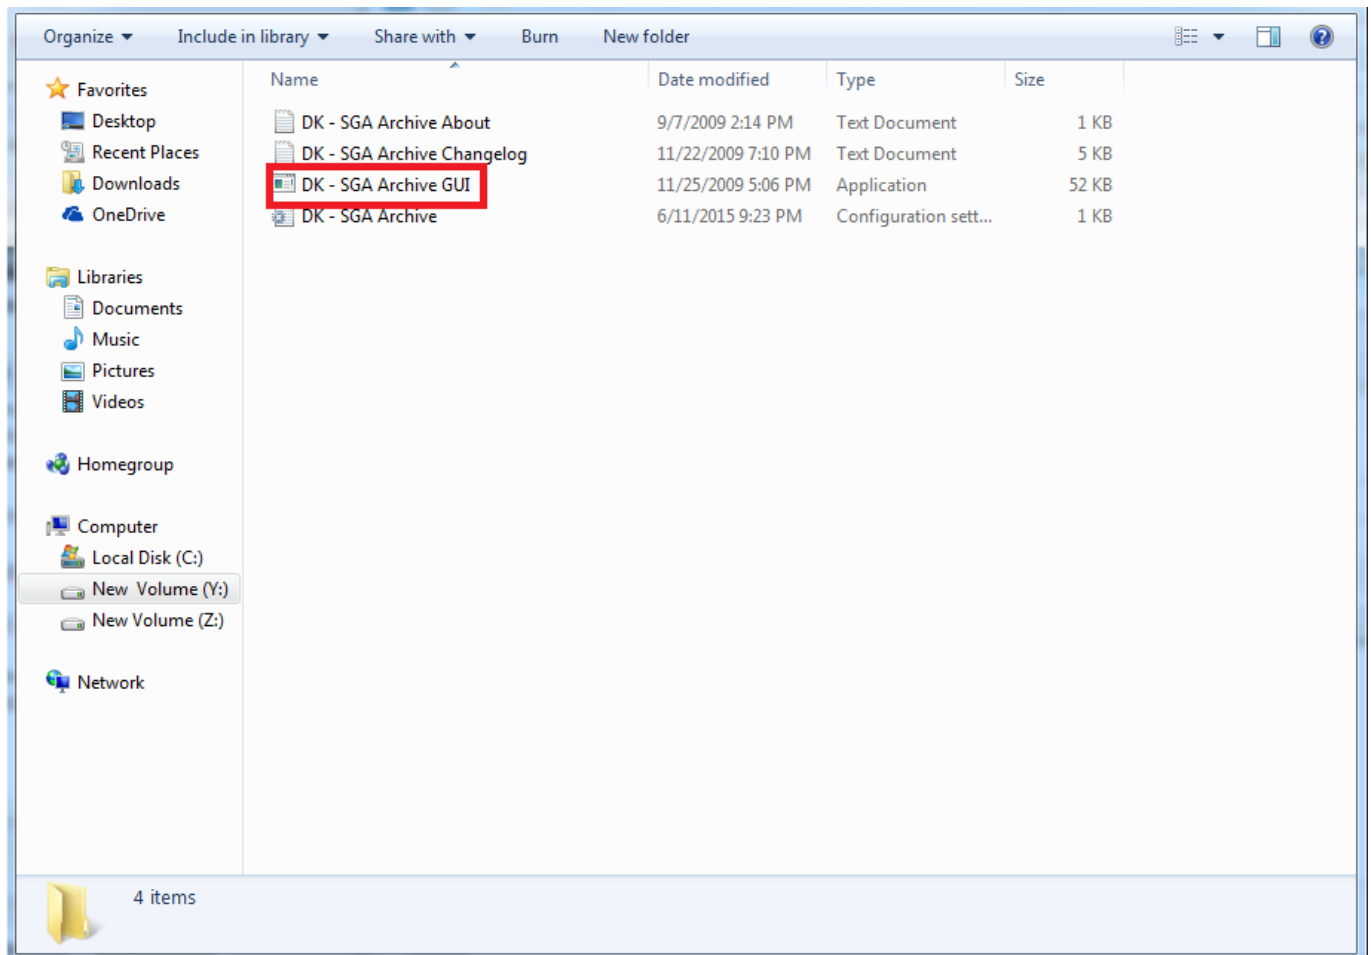 Organize Include in library Share with Burn New folder
Name Date modified Type Size
Favorites
Desktop
Recent Places
Downloads
OneDrive
Libraries
Documents
Music
Pictures
Videos
Homegroup
Computer
Local Disk (C:)
New Volume (Y:)
New Volume (Z:)
Network
DK - SGA Archive About 9/7/2009 2:14 PM Text Document 1 KB
DK - SGA Archive Changelog 11/22/2009 7:10 PM Text Document 5 KB
DK - SGA Archive GUI 11/25/2009 5:06 PM Application 52 KB
DK - SGA Archive 6/11/2015 9:23 PM Configuration sett... 1 KB
4 items